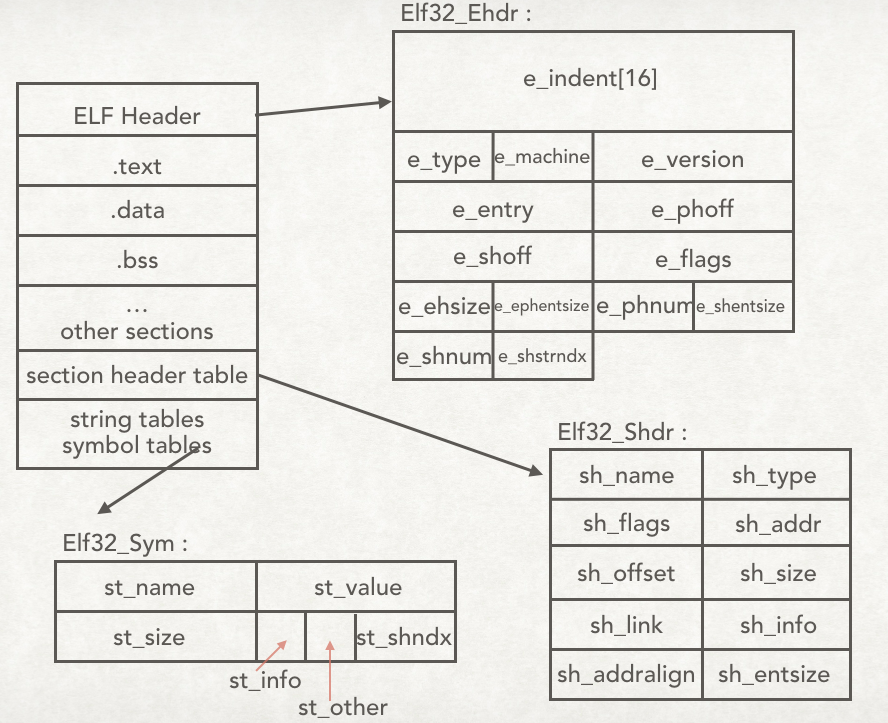 Elf32_Ehdr :
e_indent[16]
e_type
e_machine
e_version
e_entry
e_phoff
e_shoff
e_flags
e_ehsize
e_ephentsize
e_phnum
e_shentsize
e_shnum
e_shstrndx
ELF Header
.text
.data
.bss
...
other sections
section header table
string tables
symbol tables
Elf32_Shdr :
sh_name
sh_type
sh_flags
sh_addr
sh_offset
sh_size
sh_link
sh_info
sh_addralign
sh_entsize
Elf32_Sym :
st_name
st_value
st_size
st_shndx
st_info
st_other